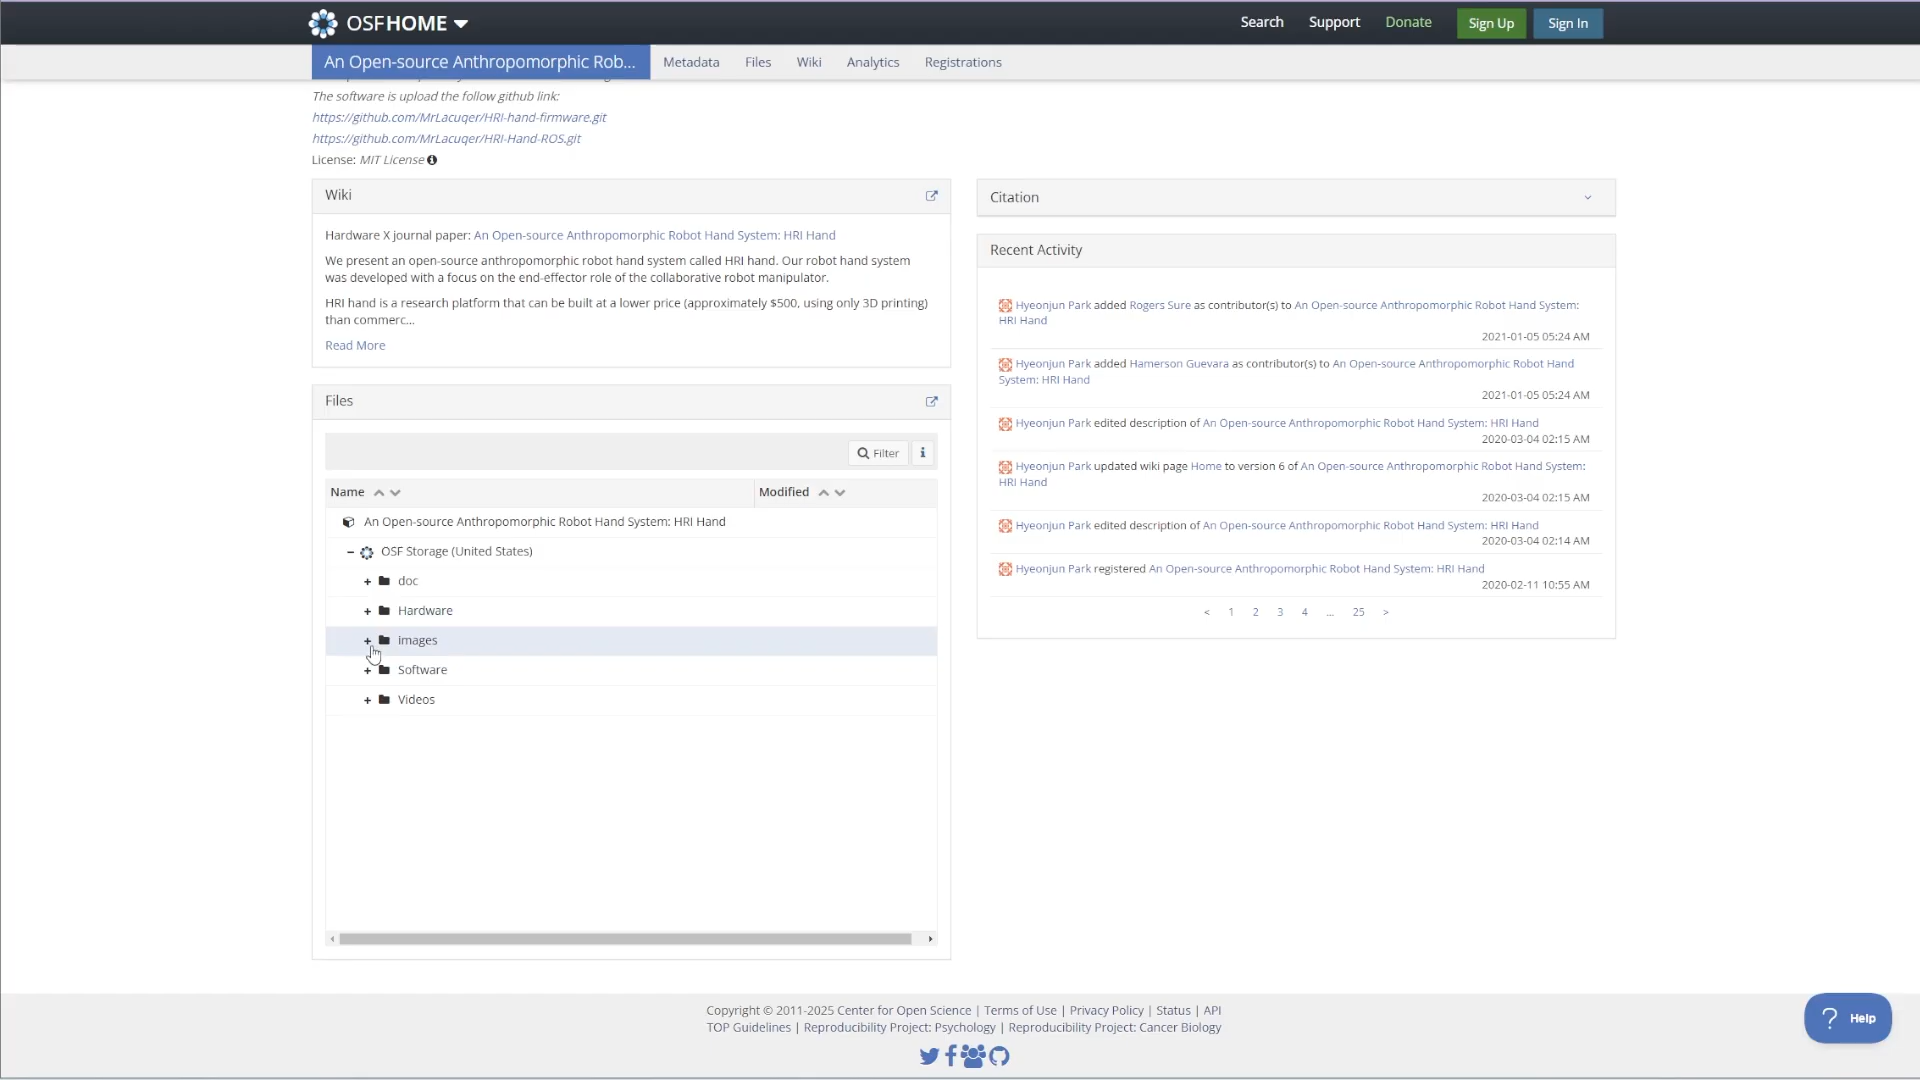 OSFHOME
Search
Support
Donate
Sign Up
Sign In
An Open-source Anthropomorphic Rob...
Metadata
Files
Wiki
Analytics
Registrations
The software is upload the follow github link:
https://github.com/MrLacuqer/HRI-hand-firmware.git
https://github.com/MrLacuqer/HRI-Hand-ROS.git
License: MIT License
Wiki
Hardware X journal paper: An Open-source Anthropomorphic Robot Hand System: HRI Hand
We present an open-source anthropomorphic robot hand system called HRI hand. Our robot hand system
was developed with a focus on the end-effector role of the collaborative robot manipulator.
HRI hand is a research platform that can be built at a lower price (approximately $500, using only 3D printing)
than commerc...
Read More
Files
Filter
Name
Modified
An Open-source Anthropomorphic Robot Hand System: HRI Hand
OSF Storage (United States)
doc
Hardware
images
Software
Videos
Citation
Recent Activity
Hyeonjun Park added Rogers Sure as contributor(s) to An Open-source Anthropomorphic Robot Hand System:
HRI Hand
2021-01-05 05:24 AM
Hyeonjun Park added Hamerson Guevara as contributor(s) to An Open-source Anthropomorphic Robot Hand
System: HRI Hand
2021-01-05 05:24 AM
Hyeonjun Park edited description of An Open-source Anthropomorphic Robot Hand System: HRI Hand
2020-03-04 02:15 AM
Hyeonjun Park updated wiki page Home to version 6 of An Open-source Anthropomorphic Robot Hand System:
HRI Hand
2020-03-04 02:15 AM
Hyeonjun Park edited description of An Open-source Anthropomorphic Robot Hand System: HRI Hand
2020-03-04 02:14 AM
Hyeonjun Park registered An Open-source Anthropomorphic Robot Hand System: HRI Hand
2020-02-11 10:55 AM
< 1 2 3 4 ... 25 >
Copyright © 2011-2025 Center for Open Science | Terms of Use | Privacy Policy | Status | API
TOP Guidelines | Reproducibility Project: Psychology | Reproducibility Project: Cancer Biology
? Help